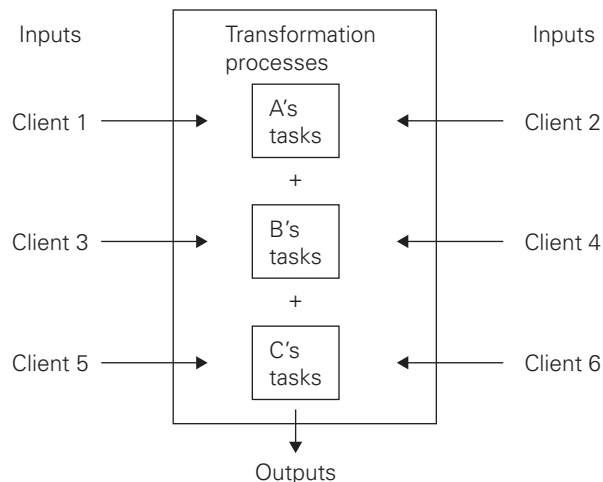 Inputs
Transformation
processes
Inputs
Client 1
A's
tasks
Client 2
+
Client 3
B's
tasks
Client 4
+
Client 5
C's
tasks
Client 6
Outputs